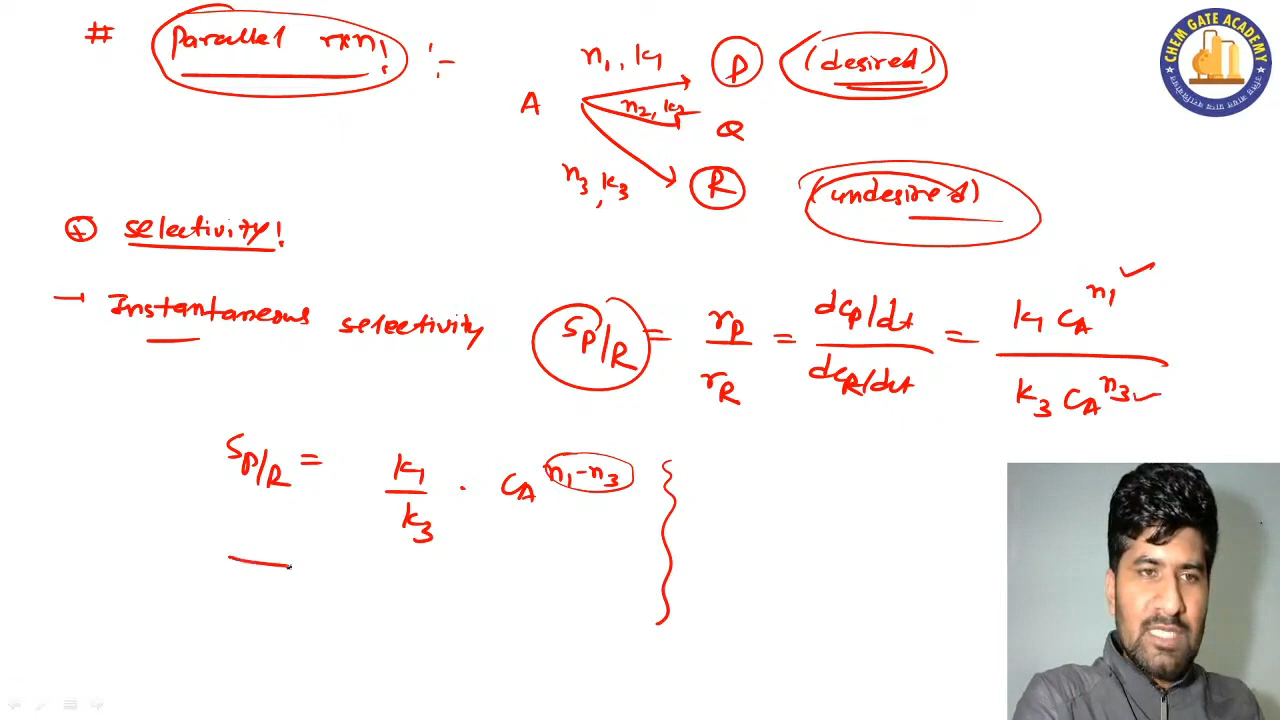 # parallel rxn! :-
n1, k1 P (desired)
A n2, k2 Q
n3, k3 R (undesired)
selectivity!
→ Instantaneous selectivity SP/R = rP / rR = dCP/dt / dCR/dt = k1 CA^n1 / k3 CA^n3
SP/R = k1 / k3 · CA^n1-n3
CHEM GATE ACADEMY